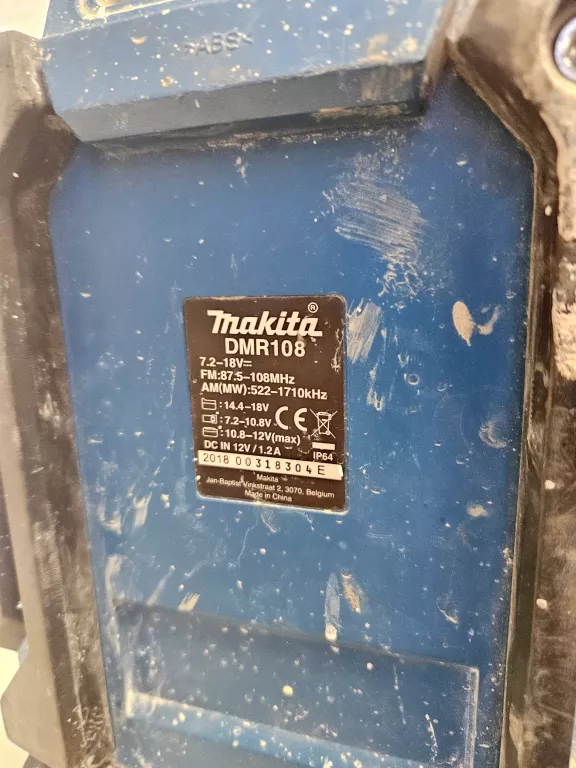 >ABS<
makita®
DMR108
7.2–18V⎓
FM:87.5–108MHz
AM(MW):522–1710kHz
:14.4–18V
:7.2–10.8V CE
:10.8–12V(max)
DC IN 12V/1.2A IP64
2018 00318304 E
Makita
Jan-Baptist Vinkstraat 2, 3070, Belgium
Made in China